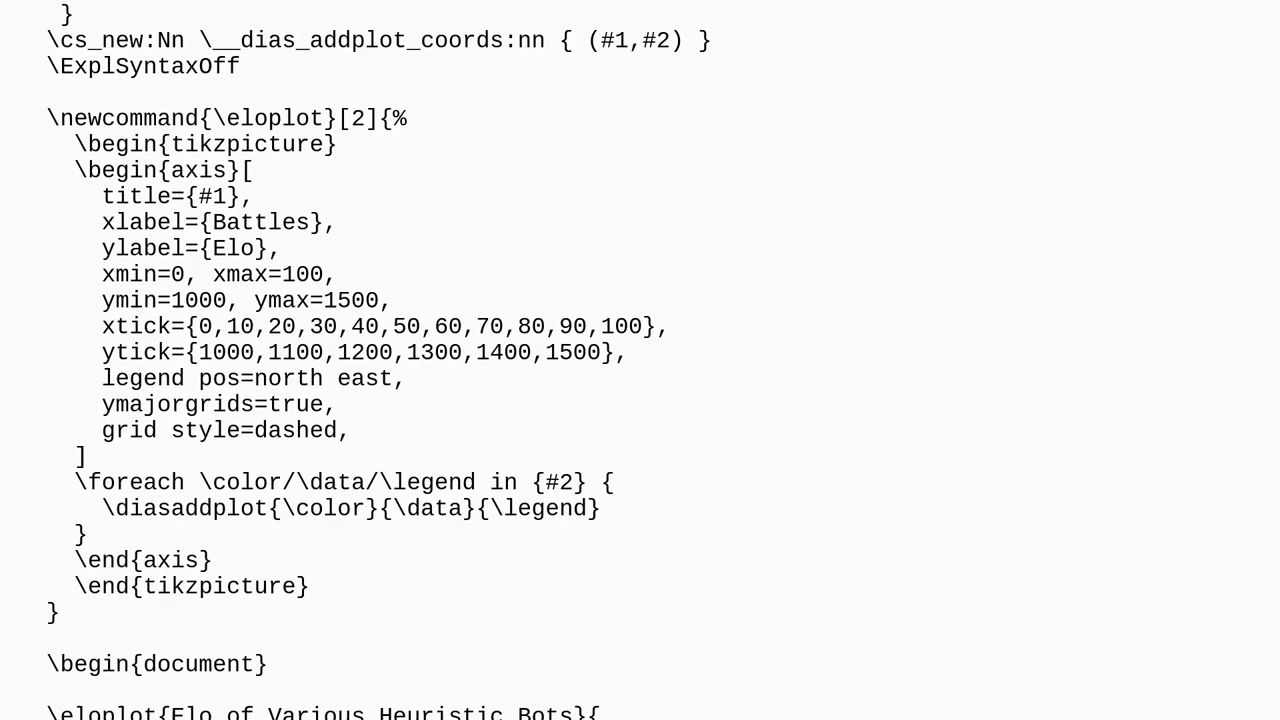 }
\cs_new:Nn \__dias_addplot_coords:nn { (#1,#2) }
\ExplSyntaxOff
\newcommand{\eloplot}[2]{%
\begin{tikzpicture}
\begin{axis}[
title={#1},
xlabel={Battles},
ylabel={Elo},
xmin=0, xmax=100,
ymin=1000, ymax=1500,
xtick={0,10,20,30,40,50,60,70,80,90,100},
ytick={1000,1100,1200,1300,1400,1500},
legend pos=north east,
ymajorgrids=true,
grid style=dashed,
]
\foreach \color/\data/\legend in {#2} {
\diasaddplot{\color}{\data}{\legend}
}
\end{axis}
\end{tikzpicture}
}
\begin{document}
\eloplot{Elo of Various Heuristic Bots}{